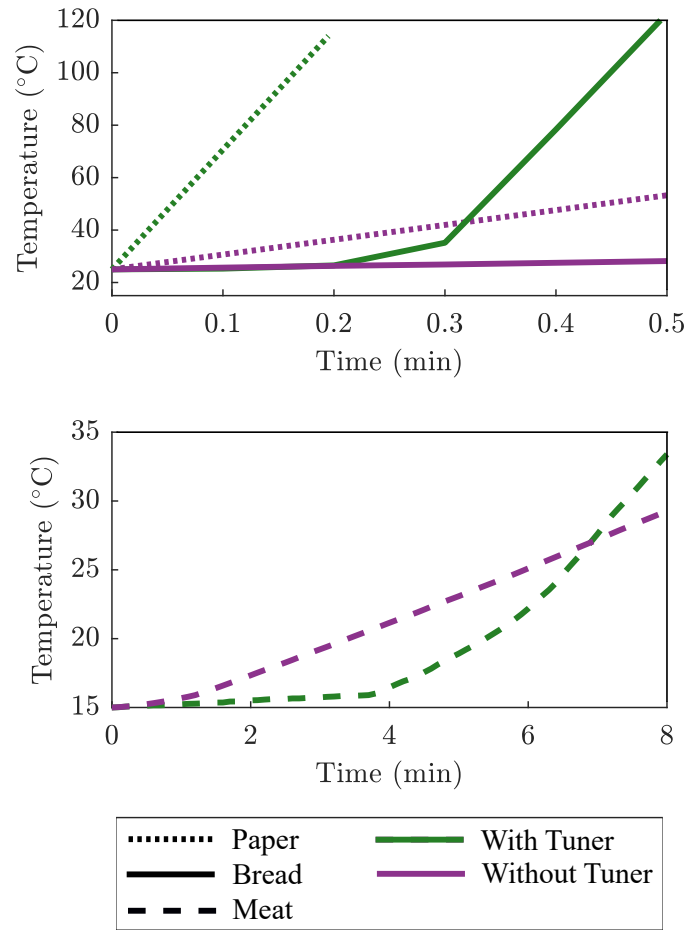 120
100
80
60
40
20
Temperature (°C)
0 0.1 0.2 0.3 0.4 0.5
Time (min)
35
30
25
20
15
Temperature (°C)
0 2 4 6 8
Time (min)
Paper With Tuner
Bread Without Tuner
Meat